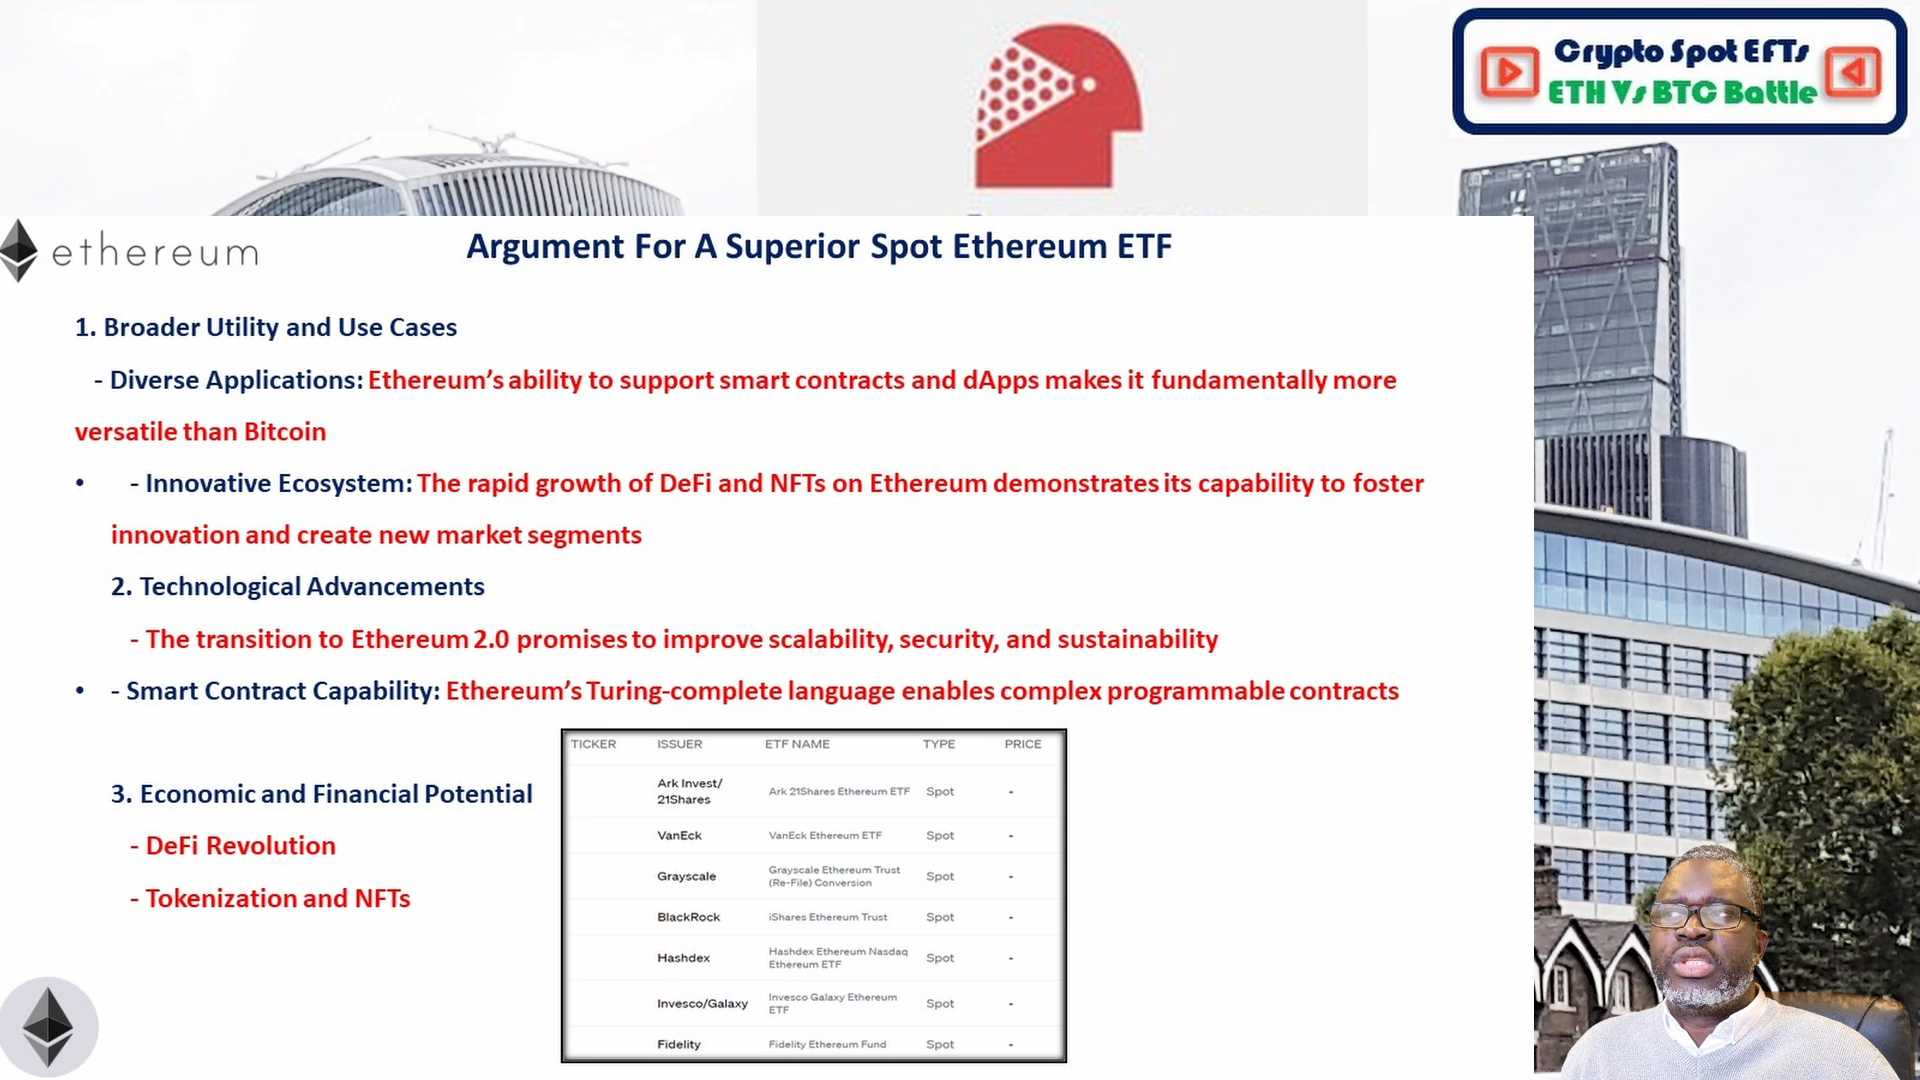 Crypto Spot EFTs
ETH Vs BTC Battle
ethereum
Argument For A Superior Spot Ethereum ETF
1. Broader Utility and Use Cases
- Diverse Applications: Ethereum’s ability to support smart contracts and dApps makes it fundamentally more
versatile than Bitcoin
• - Innovative Ecosystem: The rapid growth of DeFi and NFTs on Ethereum demonstrates its capability to foster
innovation and create new market segments
2. Technological Advancements
- The transition to Ethereum 2.0 promises to improve scalability, security, and sustainability
• - Smart Contract Capability: Ethereum’s Turing-complete language enables complex programmable contracts
3. Economic and Financial Potential
- DeFi Revolution
- Tokenization and NFTs
TICKER ISSUER ETF NAME TYPE PRICE
Ark Invest/
21Shares Ark 21Shares Ethereum ETF Spot -
VanEck VanEck Ethereum ETF Spot -
Grayscale Grayscale Ethereum Trust
(Re-File) Conversion Spot -
BlackRock iShares Ethereum Trust Spot -
Hashdex Hashdex Ethereum Nasdaq
Ethereum ETF Spot -
Invesco/Galaxy Invesco Galaxy Ethereum
ETF Spot -
Fidelity Fidelity Ethereum Fund Spot -